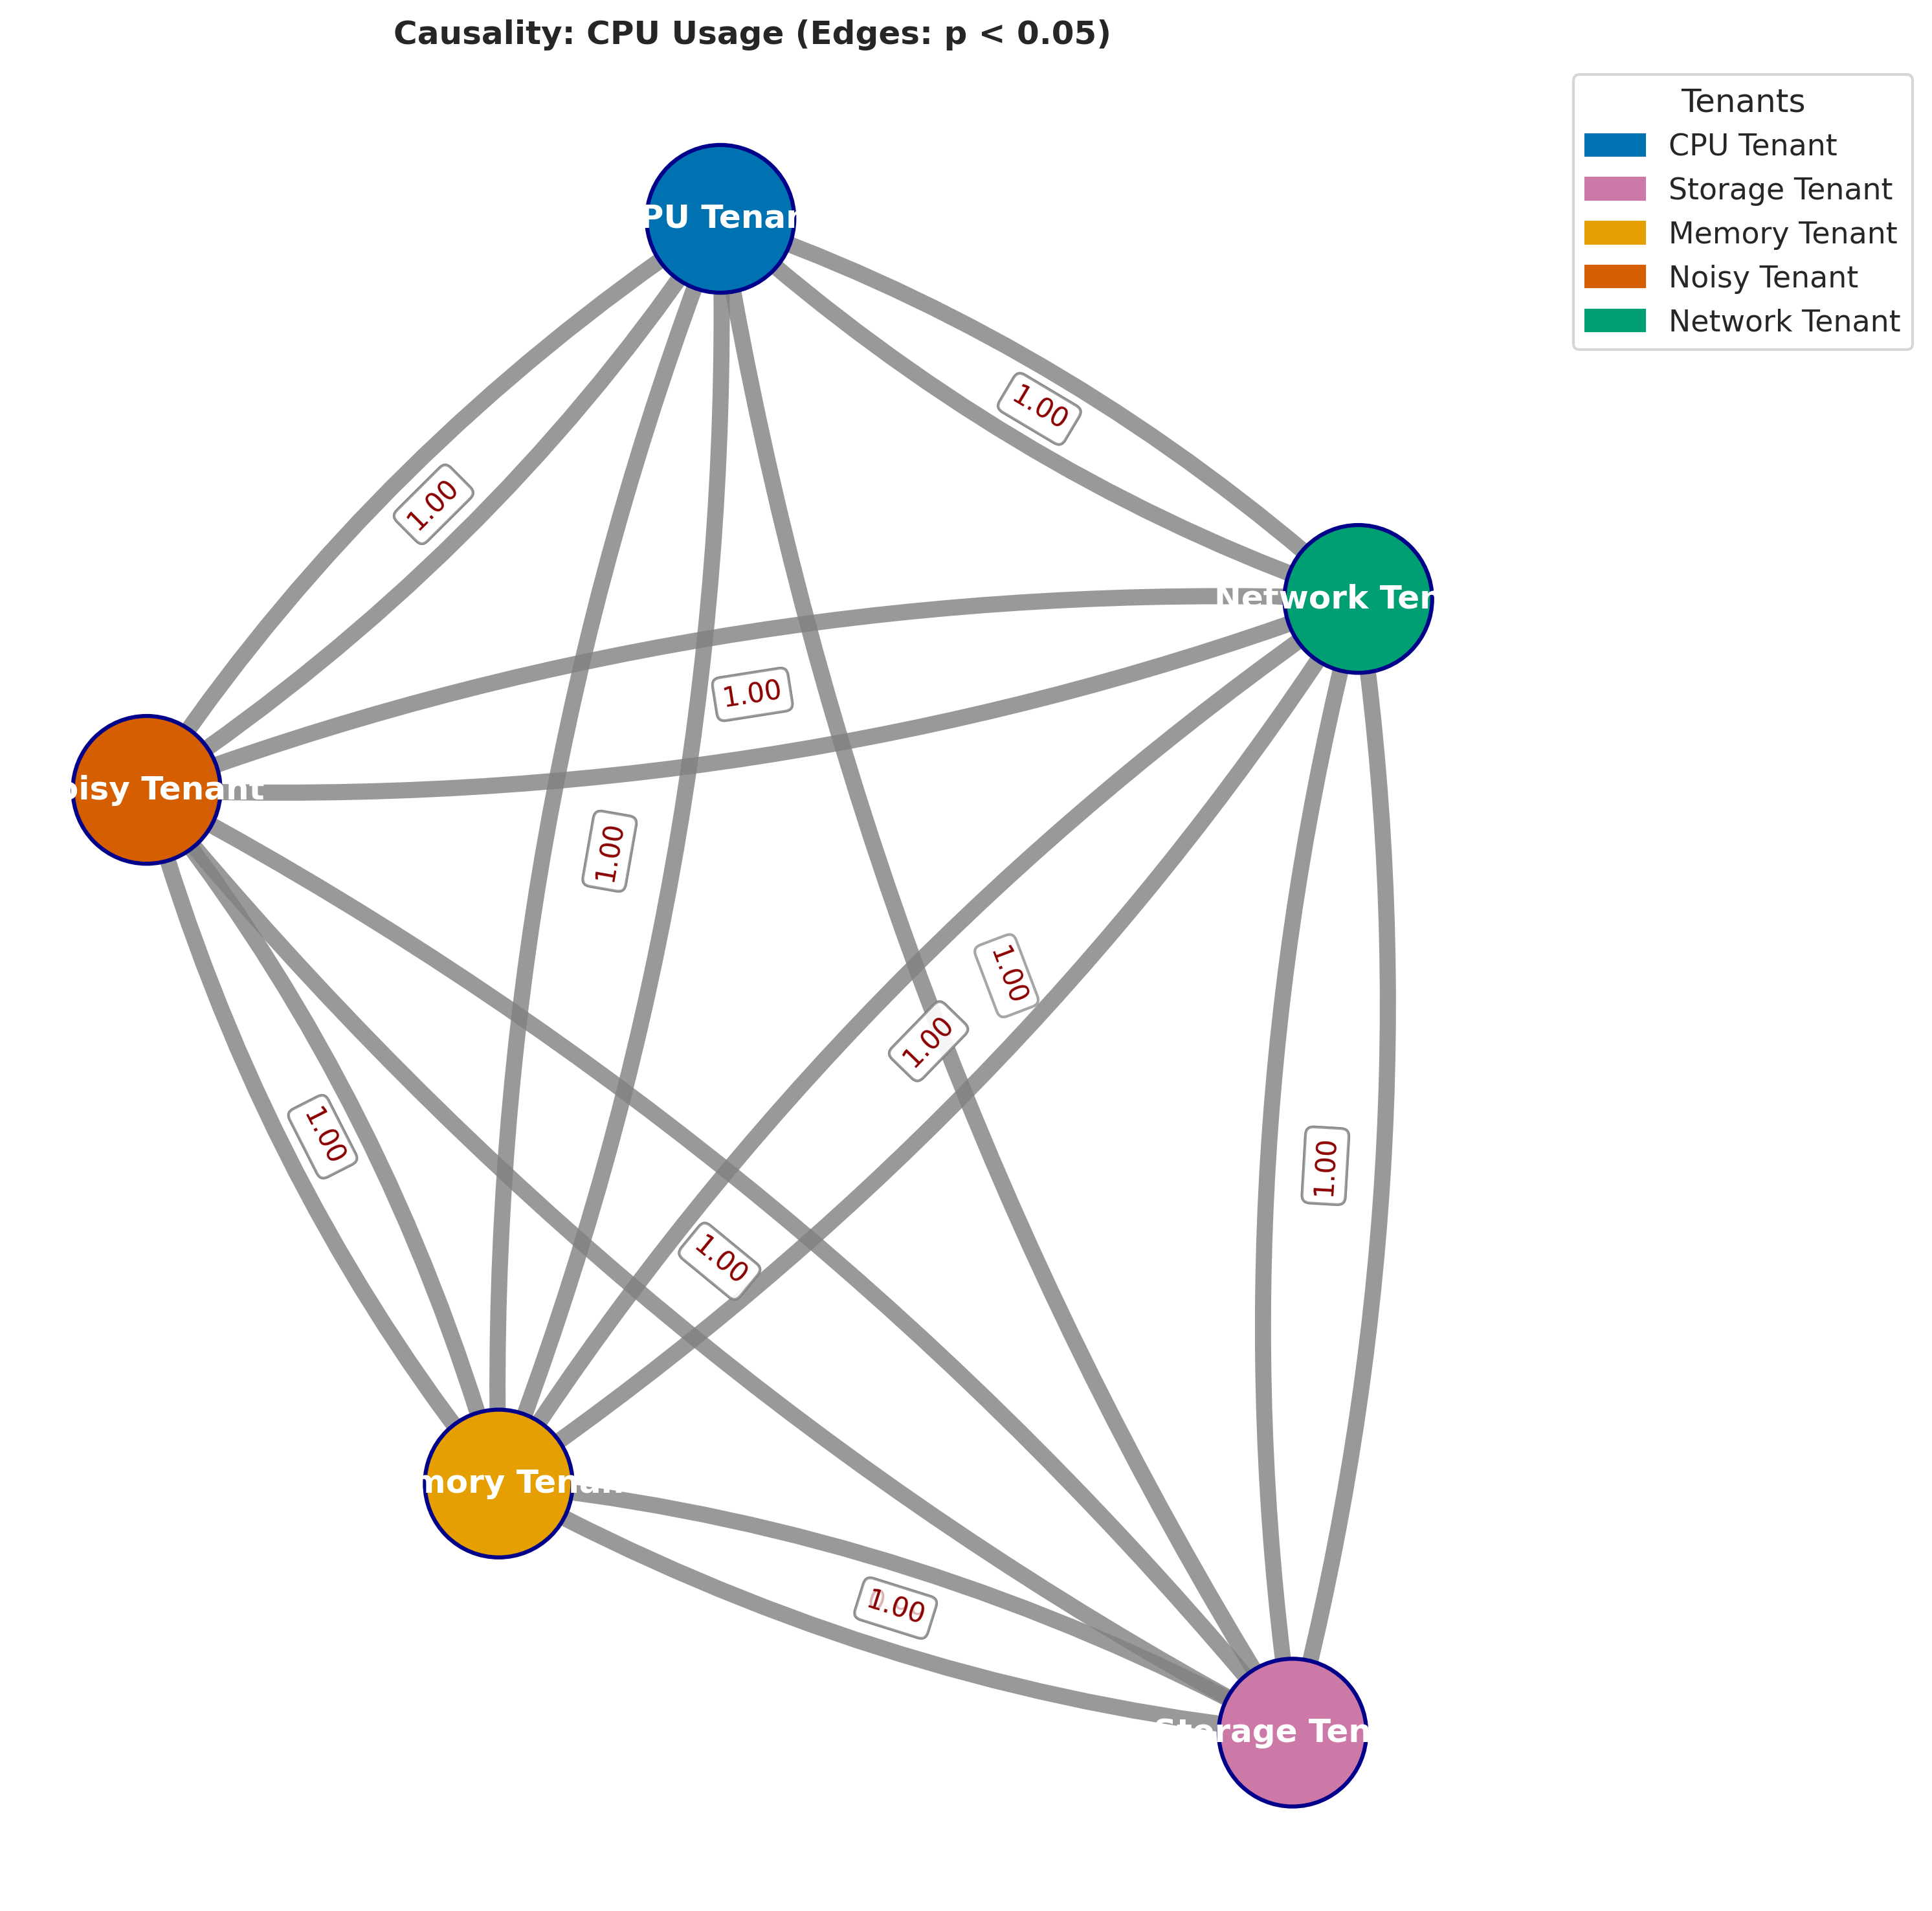 Causality: CPU Usage (Edges: p < 0.05)
Tenants
CPU Tenant
Storage Tenant
Memory Tenant
Noisy Tenant
Network Tenant
PU Tenan
1.00
1.00
Network Ten
1.00
oisy Tenant
1.00
1.00
1.00
1.00
1.00
1.00
mory Tenant
1.00
Storage Ten